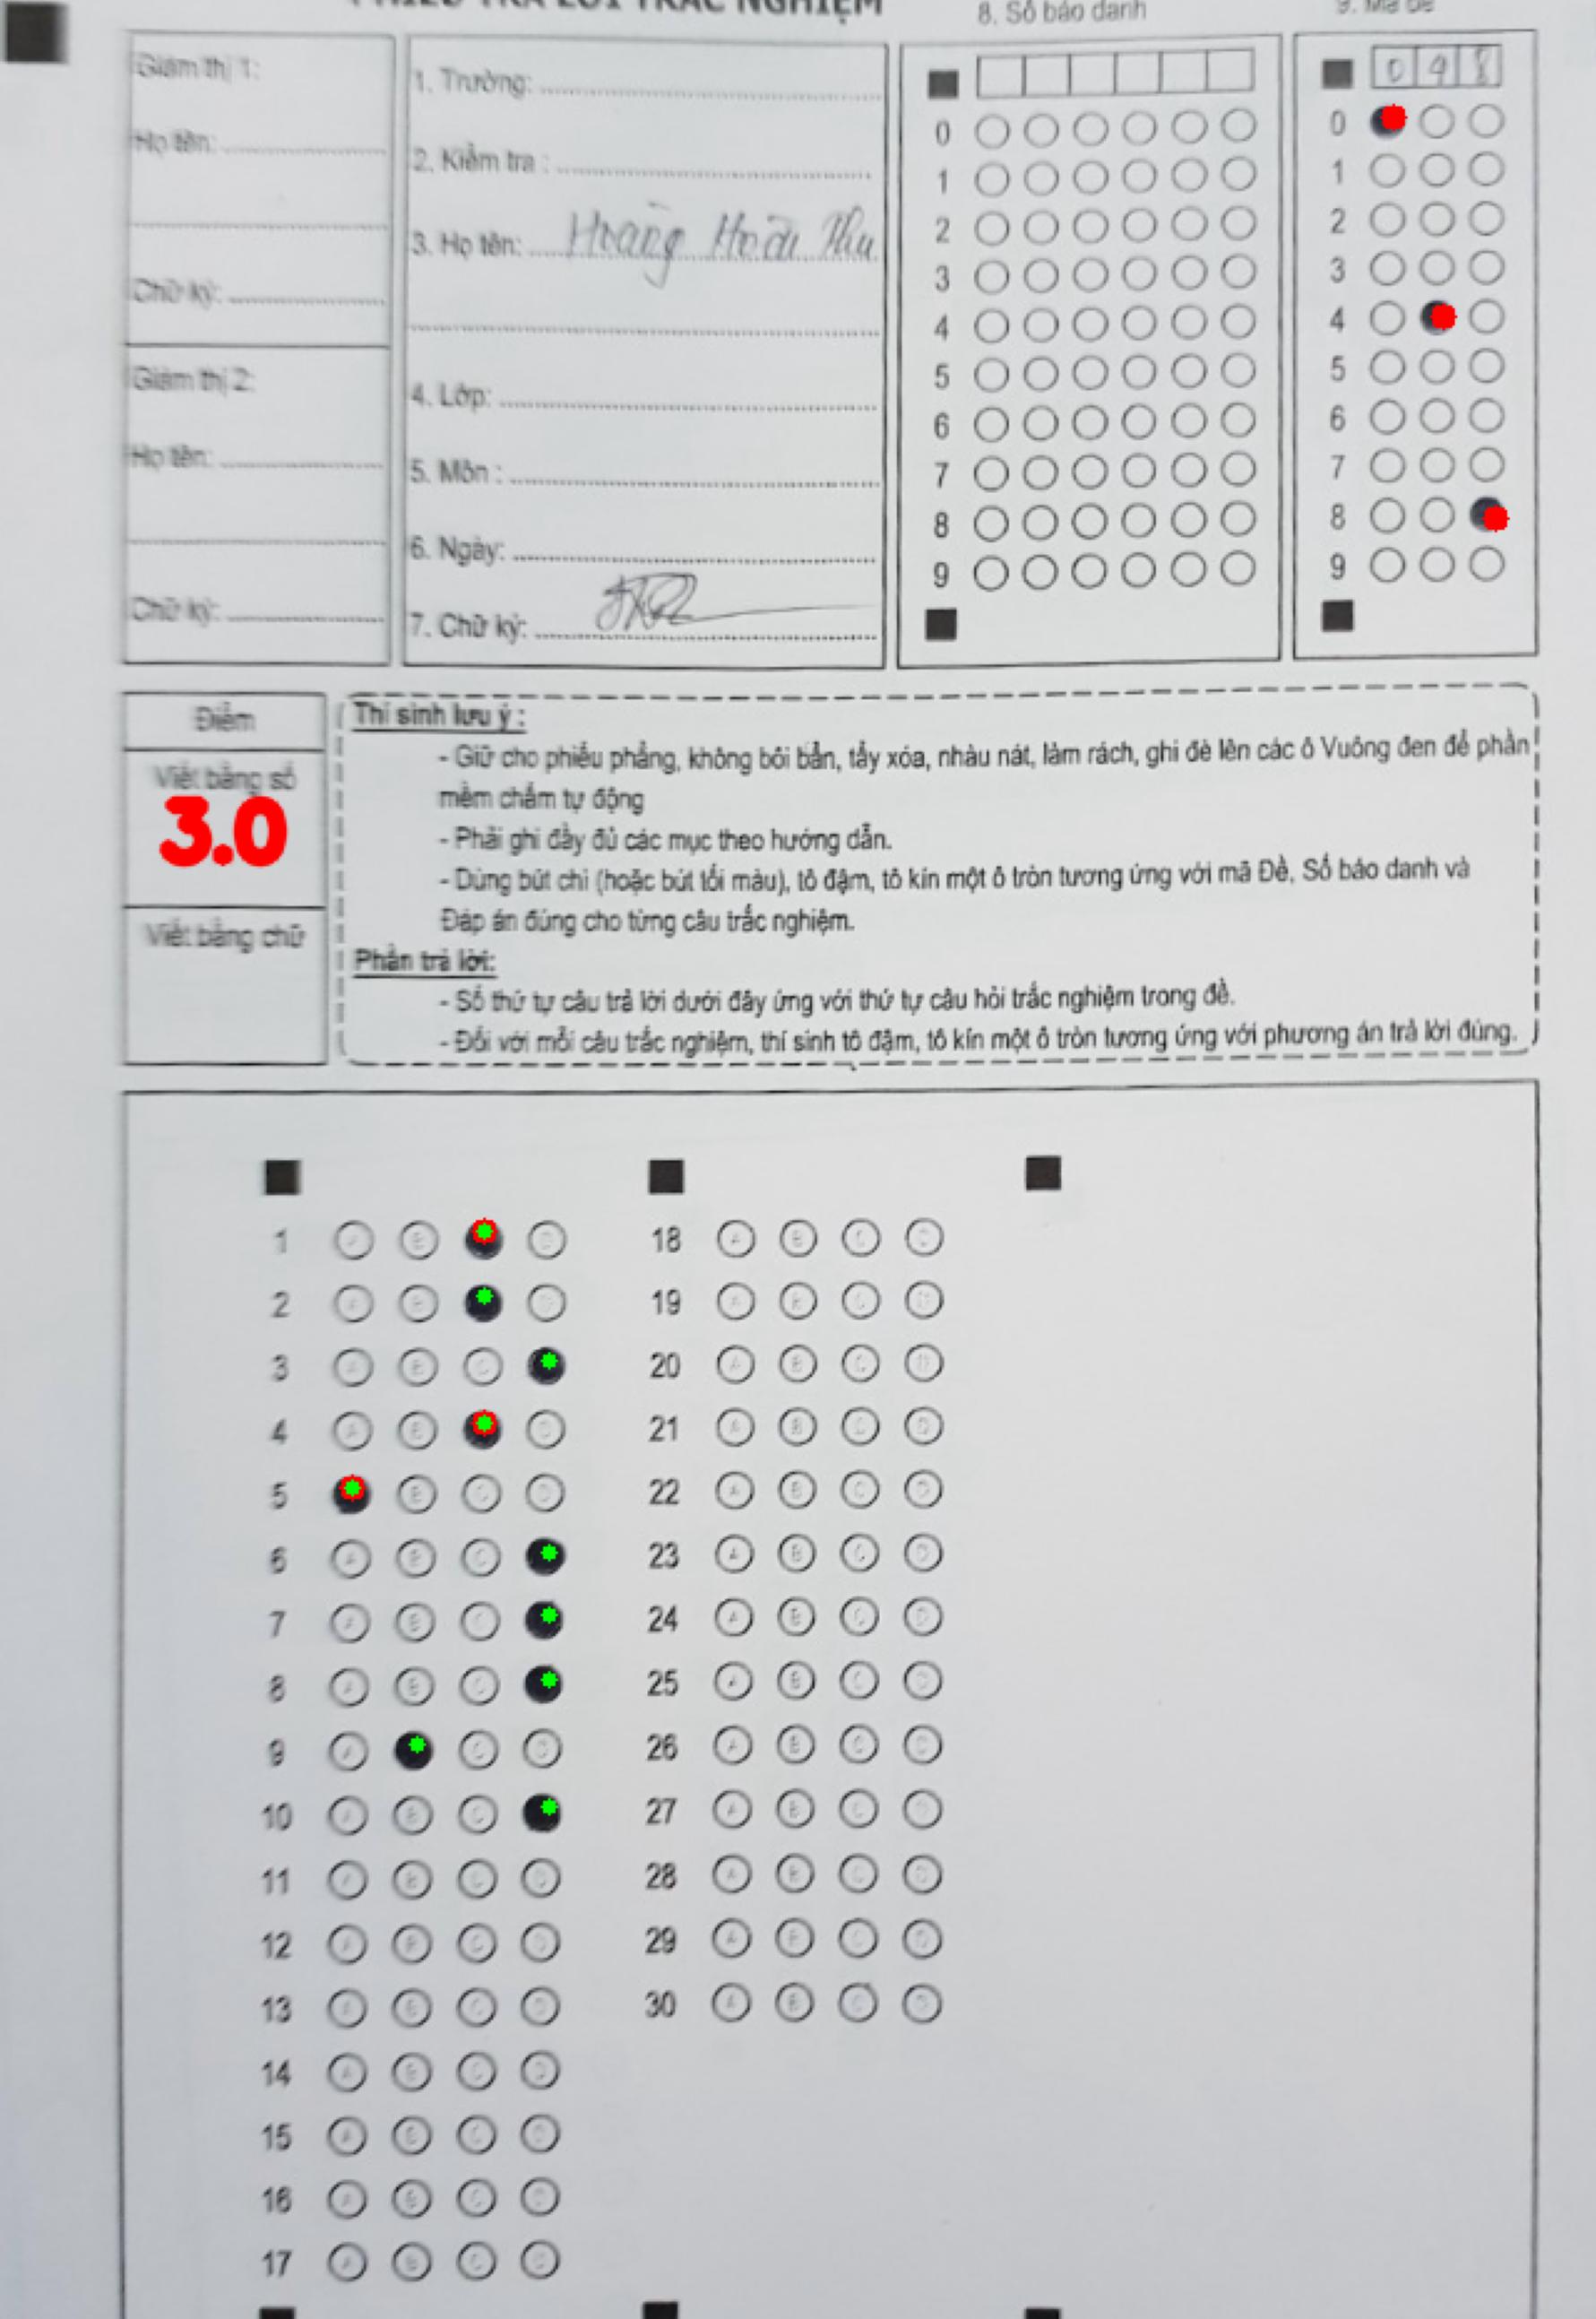 PHIẾU TRẢ LỜI TRẮC NGHIỆM
8. Số báo danh
9. Mã đề
Giám thị 1:
Họ tên:
Chữ ký:
Giám thị 2:
Họ tên:
Chữ ký:
1. Trường:
2. Kiểm tra :
3. Họ tên: Hoàng Hoài Thu
4. Lớp:
5. Môn :
6. Ngày:
7. Chữ ký:
0
1
2
3
4
5
6
7
8
9
0 4 8
0
1
2
3
4
5
6
7
8
9
Điểm
Viết bằng số
3.0
Viết bằng chữ
Thí sinh lưu ý :
- Giữ cho phiếu phẳng, không bôi bẩn, tẩy xóa, nhàu nát, làm rách, ghi đè lên các ô Vuông đen để phần
mềm chấm tự động
- Phải ghi đầy đủ các mục theo hướng dẫn.
- Dùng bút chì (hoặc bút tối màu), tô đậm, tô kín một ô tròn tương ứng với mã Đề, Số báo danh và
Đáp án đúng cho từng câu trắc nghiệm.
Phần trả lời:
- Số thứ tự câu trả lời dưới đây ứng với thứ tự câu hỏi trắc nghiệm trong đề.
- Đối với mỗi câu trắc nghiệm, thí sinh tô đậm, tô kín một ô tròn tương ứng với phương án trả lời đúng.
1
2
3
4
5
6
7
8
9
10
11
12
13
14
15
16
17
18 A B C D
19 A B C D
20 A B C D
21 A B C D
22 A B C D
23 A B C D
24 A B C D
25 A B C D
26 A B C D
27 A B C D
28 A B C D
29 A B C D
30 A B C D